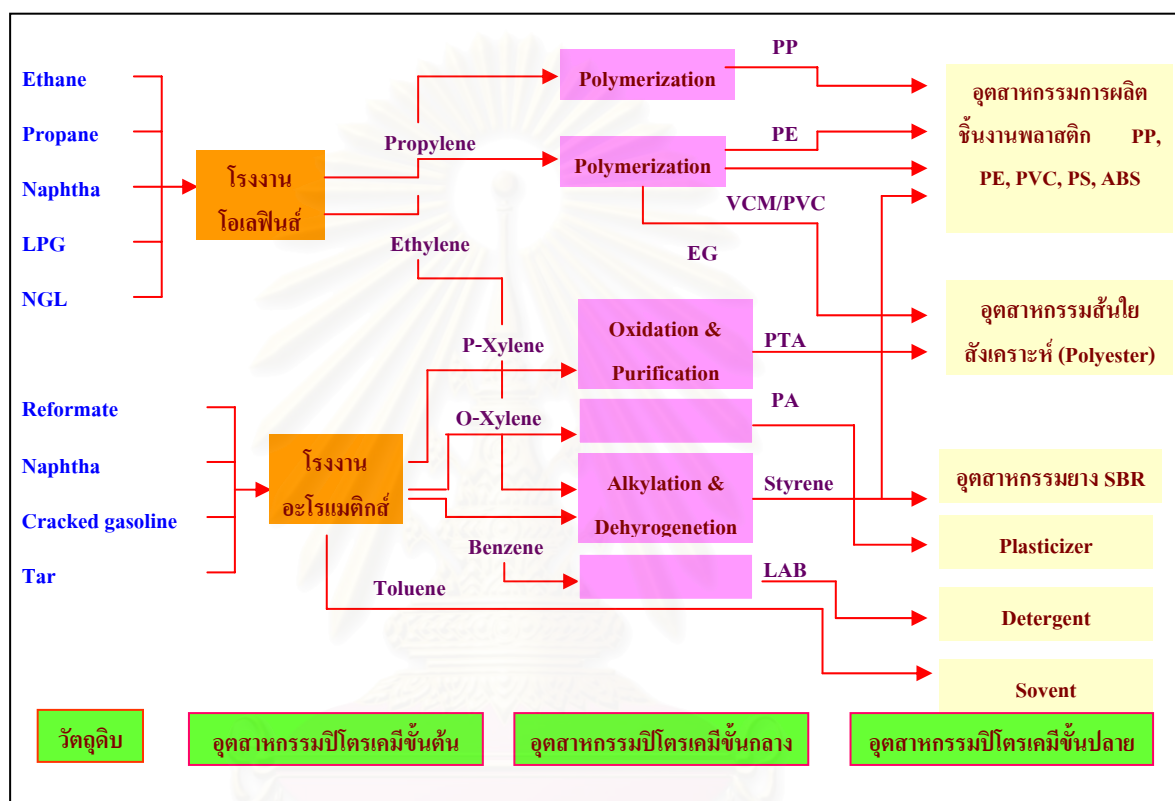 Ethane
Propane
Naphtha
LPG
NGL
Reformate
Naphtha
Cracked gasoline
Tar
โรงงาน
โอเลฟินส์
โรงงาน
อะโรแมติกส์
Propylene
Ethylene
P-Xylene
O-Xylene
Benzene
Toluene
Polymerization
Polymerization
Oxidation &
Purification
Alkylation &
Dehyrogenetion
PP
PE
VCM/PVC
EG
PTA
PA
Styrene
LAB
อุตสาหกรรมการผลิต
ชิ้นงานพลาสติก PP,
PE, PVC, PS, ABS
อุตสาหกรรมส้นใย
สังเคราะห์ (Polyester)
อุตสาหกรรมยาง SBR
Plasticizer
Detergent
Sovent
วัตถุดิบ
อุตสาหกรรมปิโตรเคมีขั้นต้น
อุตสาหกรรมปิโตรเคมีขั้นกลาง
อุตสาหกรรมปิโตรเคมีขั้นปลาย